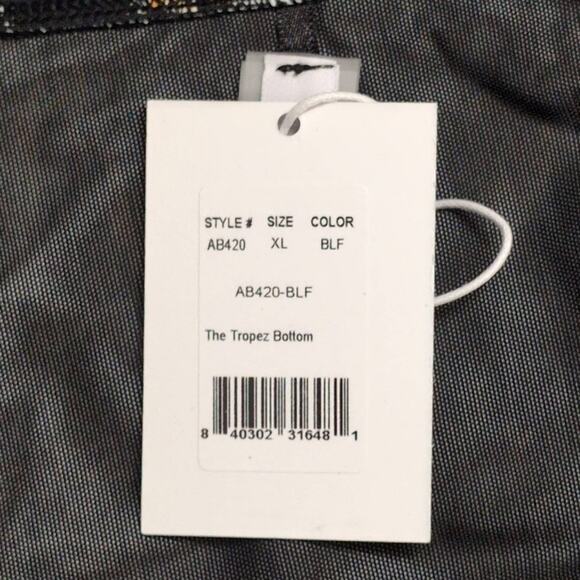 STYLE # SIZE COLOR
AB420 XL BLF
AB420-BLF
The Tropez Bottom
8 40302 31648 1